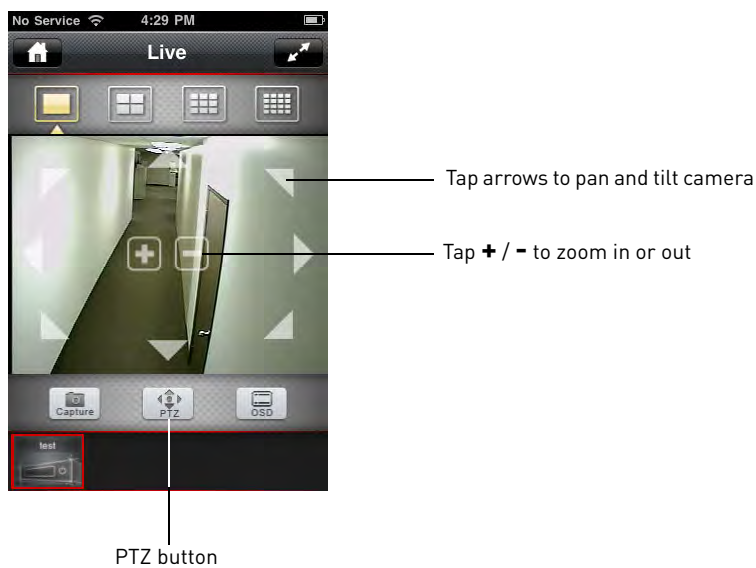 No Service 4:29 PM
Live
Tap arrows to pan and tilt camera
Tap + / - to zoom in or out
Capture PTZ OSD
test
PTZ button